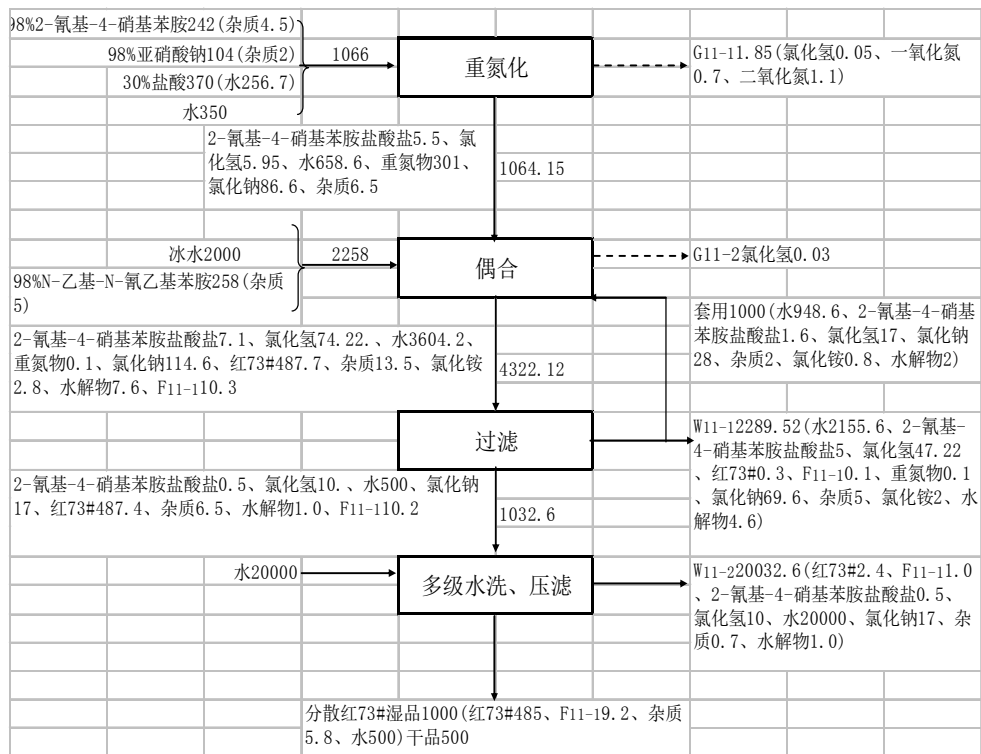 98%2-氰基-4-硝基苯胺242(杂质4.5)
98%亚硝酸钠104(杂质2)
30%盐酸370(水256.7)
水350
1066
重氮化
G11-11.85(氯化氢0.05、一氧化氮
0.7、二氧化氮1.1)
2-氰基-4-硝基苯胺盐酸盐5.5、氯
化氢5.95、水658.6、重氮物301、
氯化钠86.6、杂质6.5
1064.15
冰水2000
98%N-乙基-N-氰乙基苯胺258(杂质
5)
2258
偶合
G11-2氯化氢0.03
套用1000(水948.6、2-氰基-4-硝基
苯胺盐酸盐1.6、氯化氢17、氯化钠
28、杂质2、氯化铵0.8、水解物2)
2-氰基-4-硝基苯胺盐酸盐7.1、氯化氢74.22.、水3604.2、
重氮物0.1、氯化钠114.6、红73#487.7、杂质13.5、氯化铵
2.8、水解物7.6、F11-110.3
4322.12
过滤
W11-12289.52(水2155.6、2-氰基-
4-硝基苯胺盐酸盐5、氯化氢47.22
、红73#0.3、F11-10.1、重氮物0.1
、氯化钠69.6、杂质5、氯化铵2、水
解物4.6)
2-氰基-4-硝基苯胺盐酸盐0.5、氯化氢10.、水500、氯化钠
17、红73#487.4、杂质6.5、水解物1.0、F11-110.2
1032.6
水20000
多级水洗、压滤
W11-220032.6(红73#2.4、F11-11.0
、2-氰基-4-硝基苯胺盐酸盐0.5、
氯化氢10、水20000、氯化钠17、杂
质0.7、水解物1.0)
分散红73#湿品1000(红73#485、F11-19.2、杂质
5.8、水500)干品500